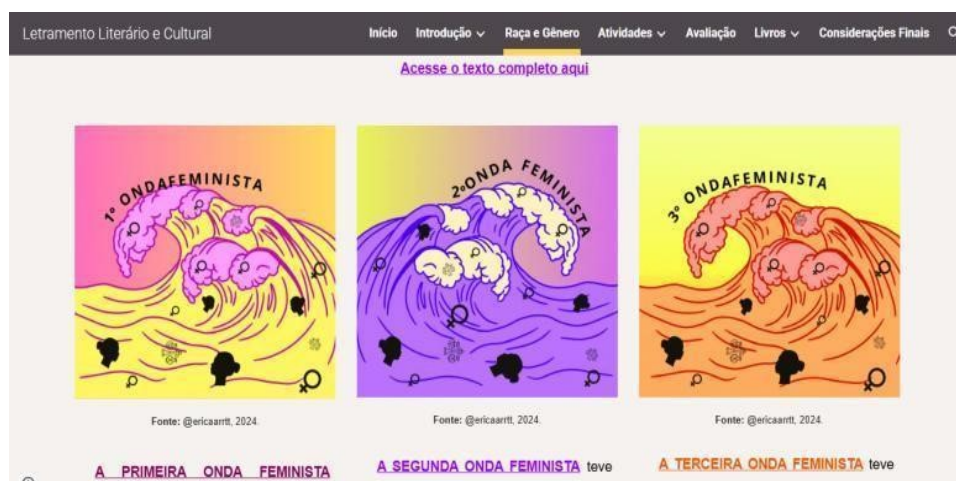 Letramento Literário e Cultural Início Introdução Raça e Gênero Atividades Avaliação Livros Considerações Finais
Acesse o texto completo aqui
1º ONDAFEMINISTA
2º ONDA FEMINISTA
3º ONDAFEMINISTA
Fonte: @ericaarrtt, 2024.
Fonte: @ericaarrtt, 2024.
Fonte: @ericaarrtt, 2024.
A PRIMEIRA ONDA FEMINISTA
A SEGUNDA ONDA FEMINISTA teve
A TERCEIRA ONDA FEMINISTA teve